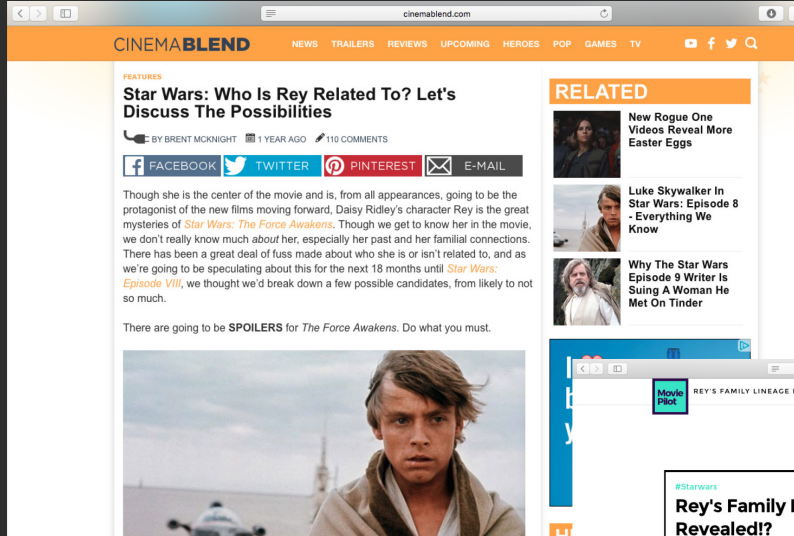 cinemablend.com
CINEMABLEND
NEWS TRAILERS REVIEWS UPCOMING HEROES POP GAMES TV
FEATURES
Star Wars: Who Is Rey Related To? Let's
Discuss The Possibilities
BY BRENT MCKNIGHT 1 YEAR AGO 110 COMMENTS
FACEBOOK TWITTER PINTEREST E-MAIL
Though she is the center of the movie and is, from all appearances, going to be the
protagonist of the new films moving forward, Daisy Ridley's character Rey is the great
mysteries of Star Wars: The Force Awakens. Though we get to know her in the movie,
we don't really know much about her, especially her past and her familial connections.
There has been a great deal of fuss made about who she is or isn't related to, and as
we're going to be speculating about this for the next 18 months until Star Wars:
Episode VIII, we thought we'd break down a few possible candidates, from likely to not
so much.
There are going to be SPOILERS for The Force Awakens. Do what you must.
RELATED
New Rogue One
Videos Reveal More
Easter Eggs
Luke Skywalker In
Star Wars: Episode 8
- Everything We
Know
Why The Star Wars
Episode 9 Writer Is
Suing A Woman He
Met On Tinder
Movie
Pilot
REY'S FAMILY LINEAGE
#Starwars
Rey's Family
Revealed!?